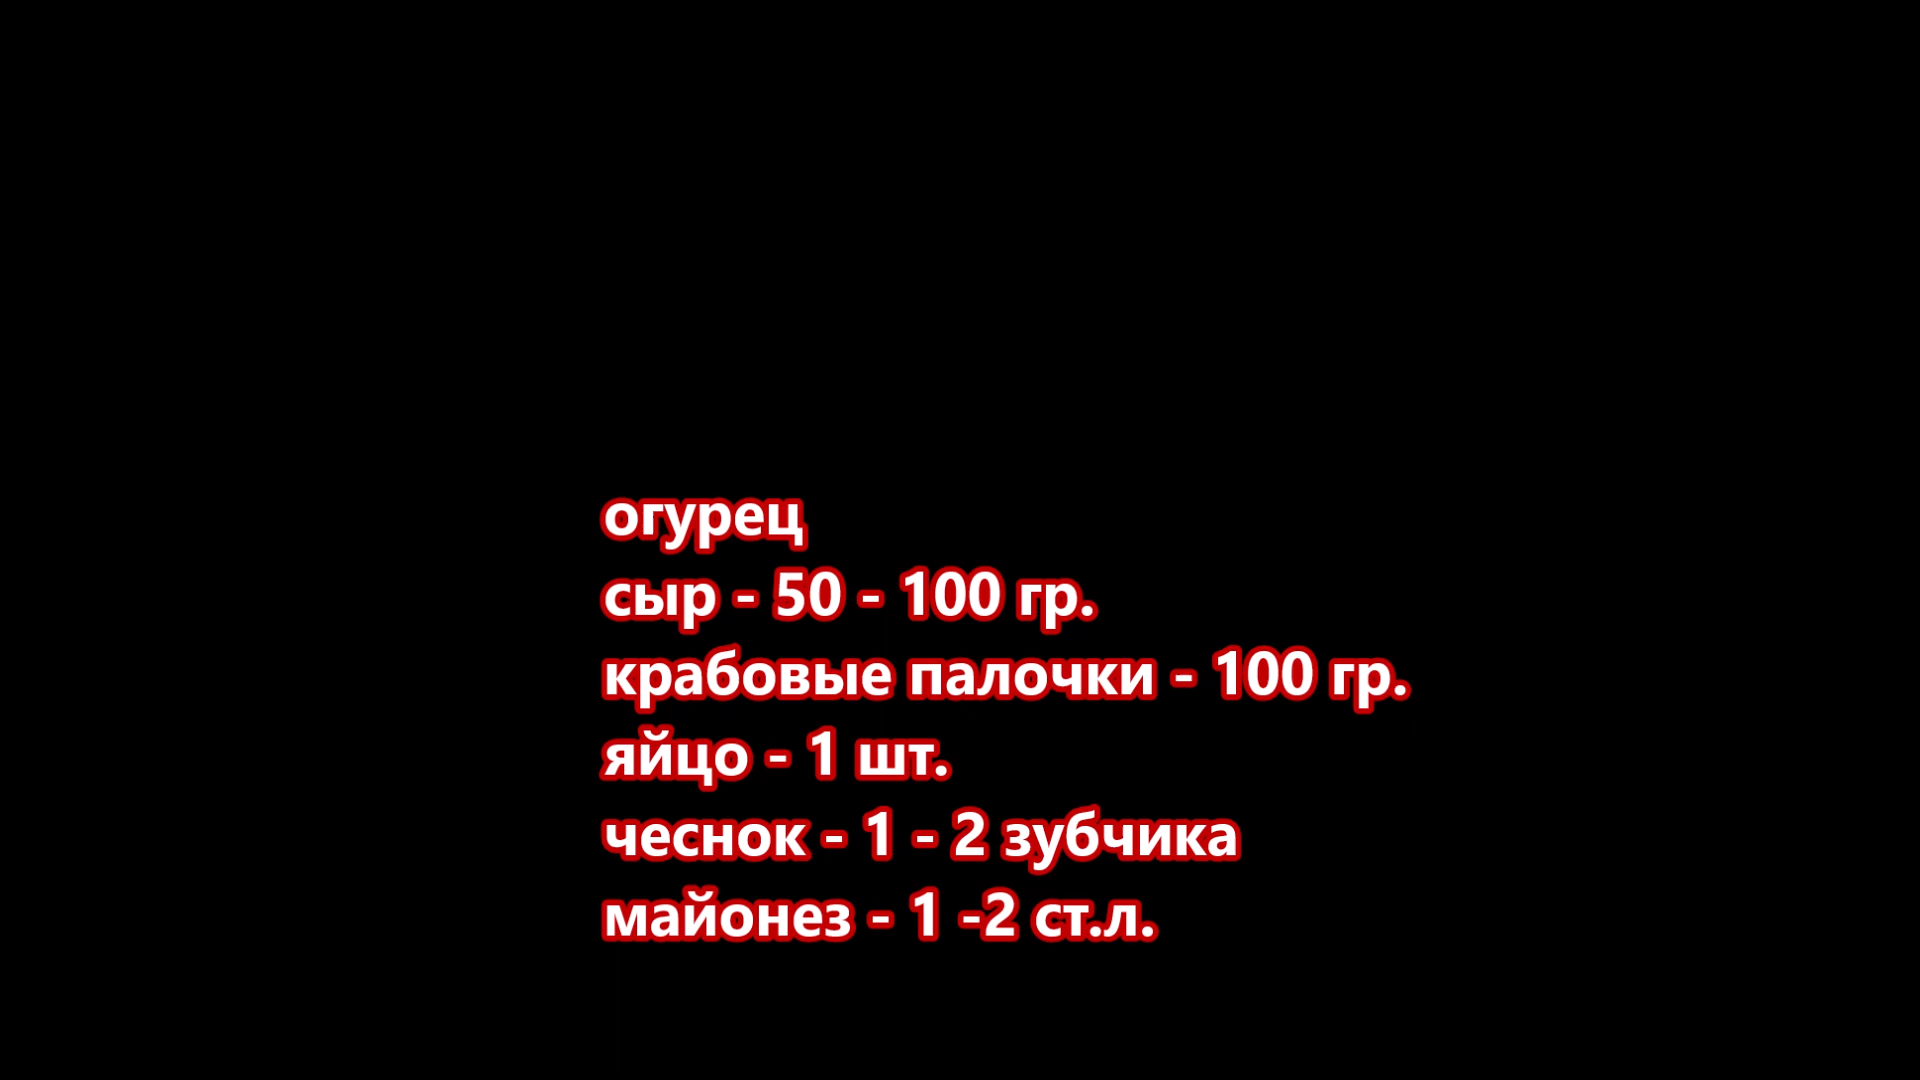 огурец
сыр - 50 - 100 гр.
крабовые палочки - 100 гр.
яйцо - 1 шт.
чеснок - 1 - 2 зубчика
майонез - 1 -2 ст.л.